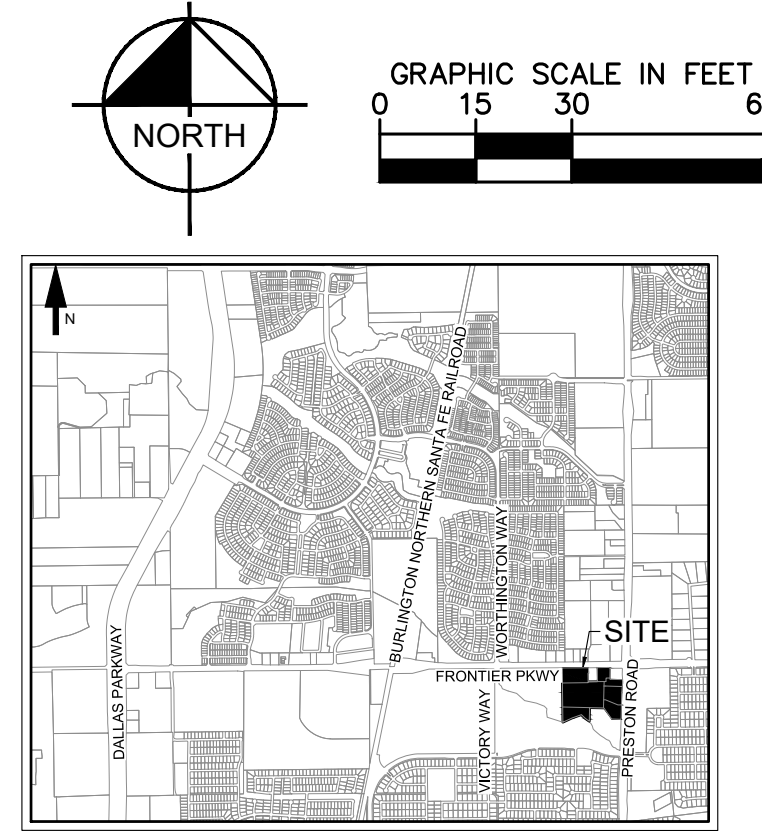 NORTH
GRAPHIC SCALE IN FEET
0 15 30 6
N
BURLINGTON NORTHERN SANTA FE RAILROAD
WORTHINGTON WAY
SITE
DALLAS PARKWAY
FRONTIER PKWY
VICTORY WAY
PRESTON ROAD